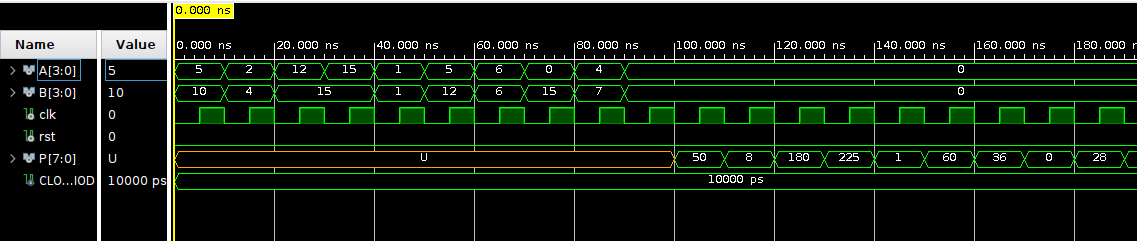 0.000 ns
Name Value 0.000 ns 20.000 ns 40.000 ns 60.000 ns 80.000 ns 100.000 ns 120.000 ns 140.000 ns 160.000 ns 180.000
A[3:0] 5 5 2 12 15 1 5 6 0 4 0
B[3:0] 10 10 4 15 1 12 6 15 7 0
clk 0
rst 0
P[7:0] U U 50 8 180 225 1 60 36 0 28
CLO...IOD 10000 ps 10000 ps